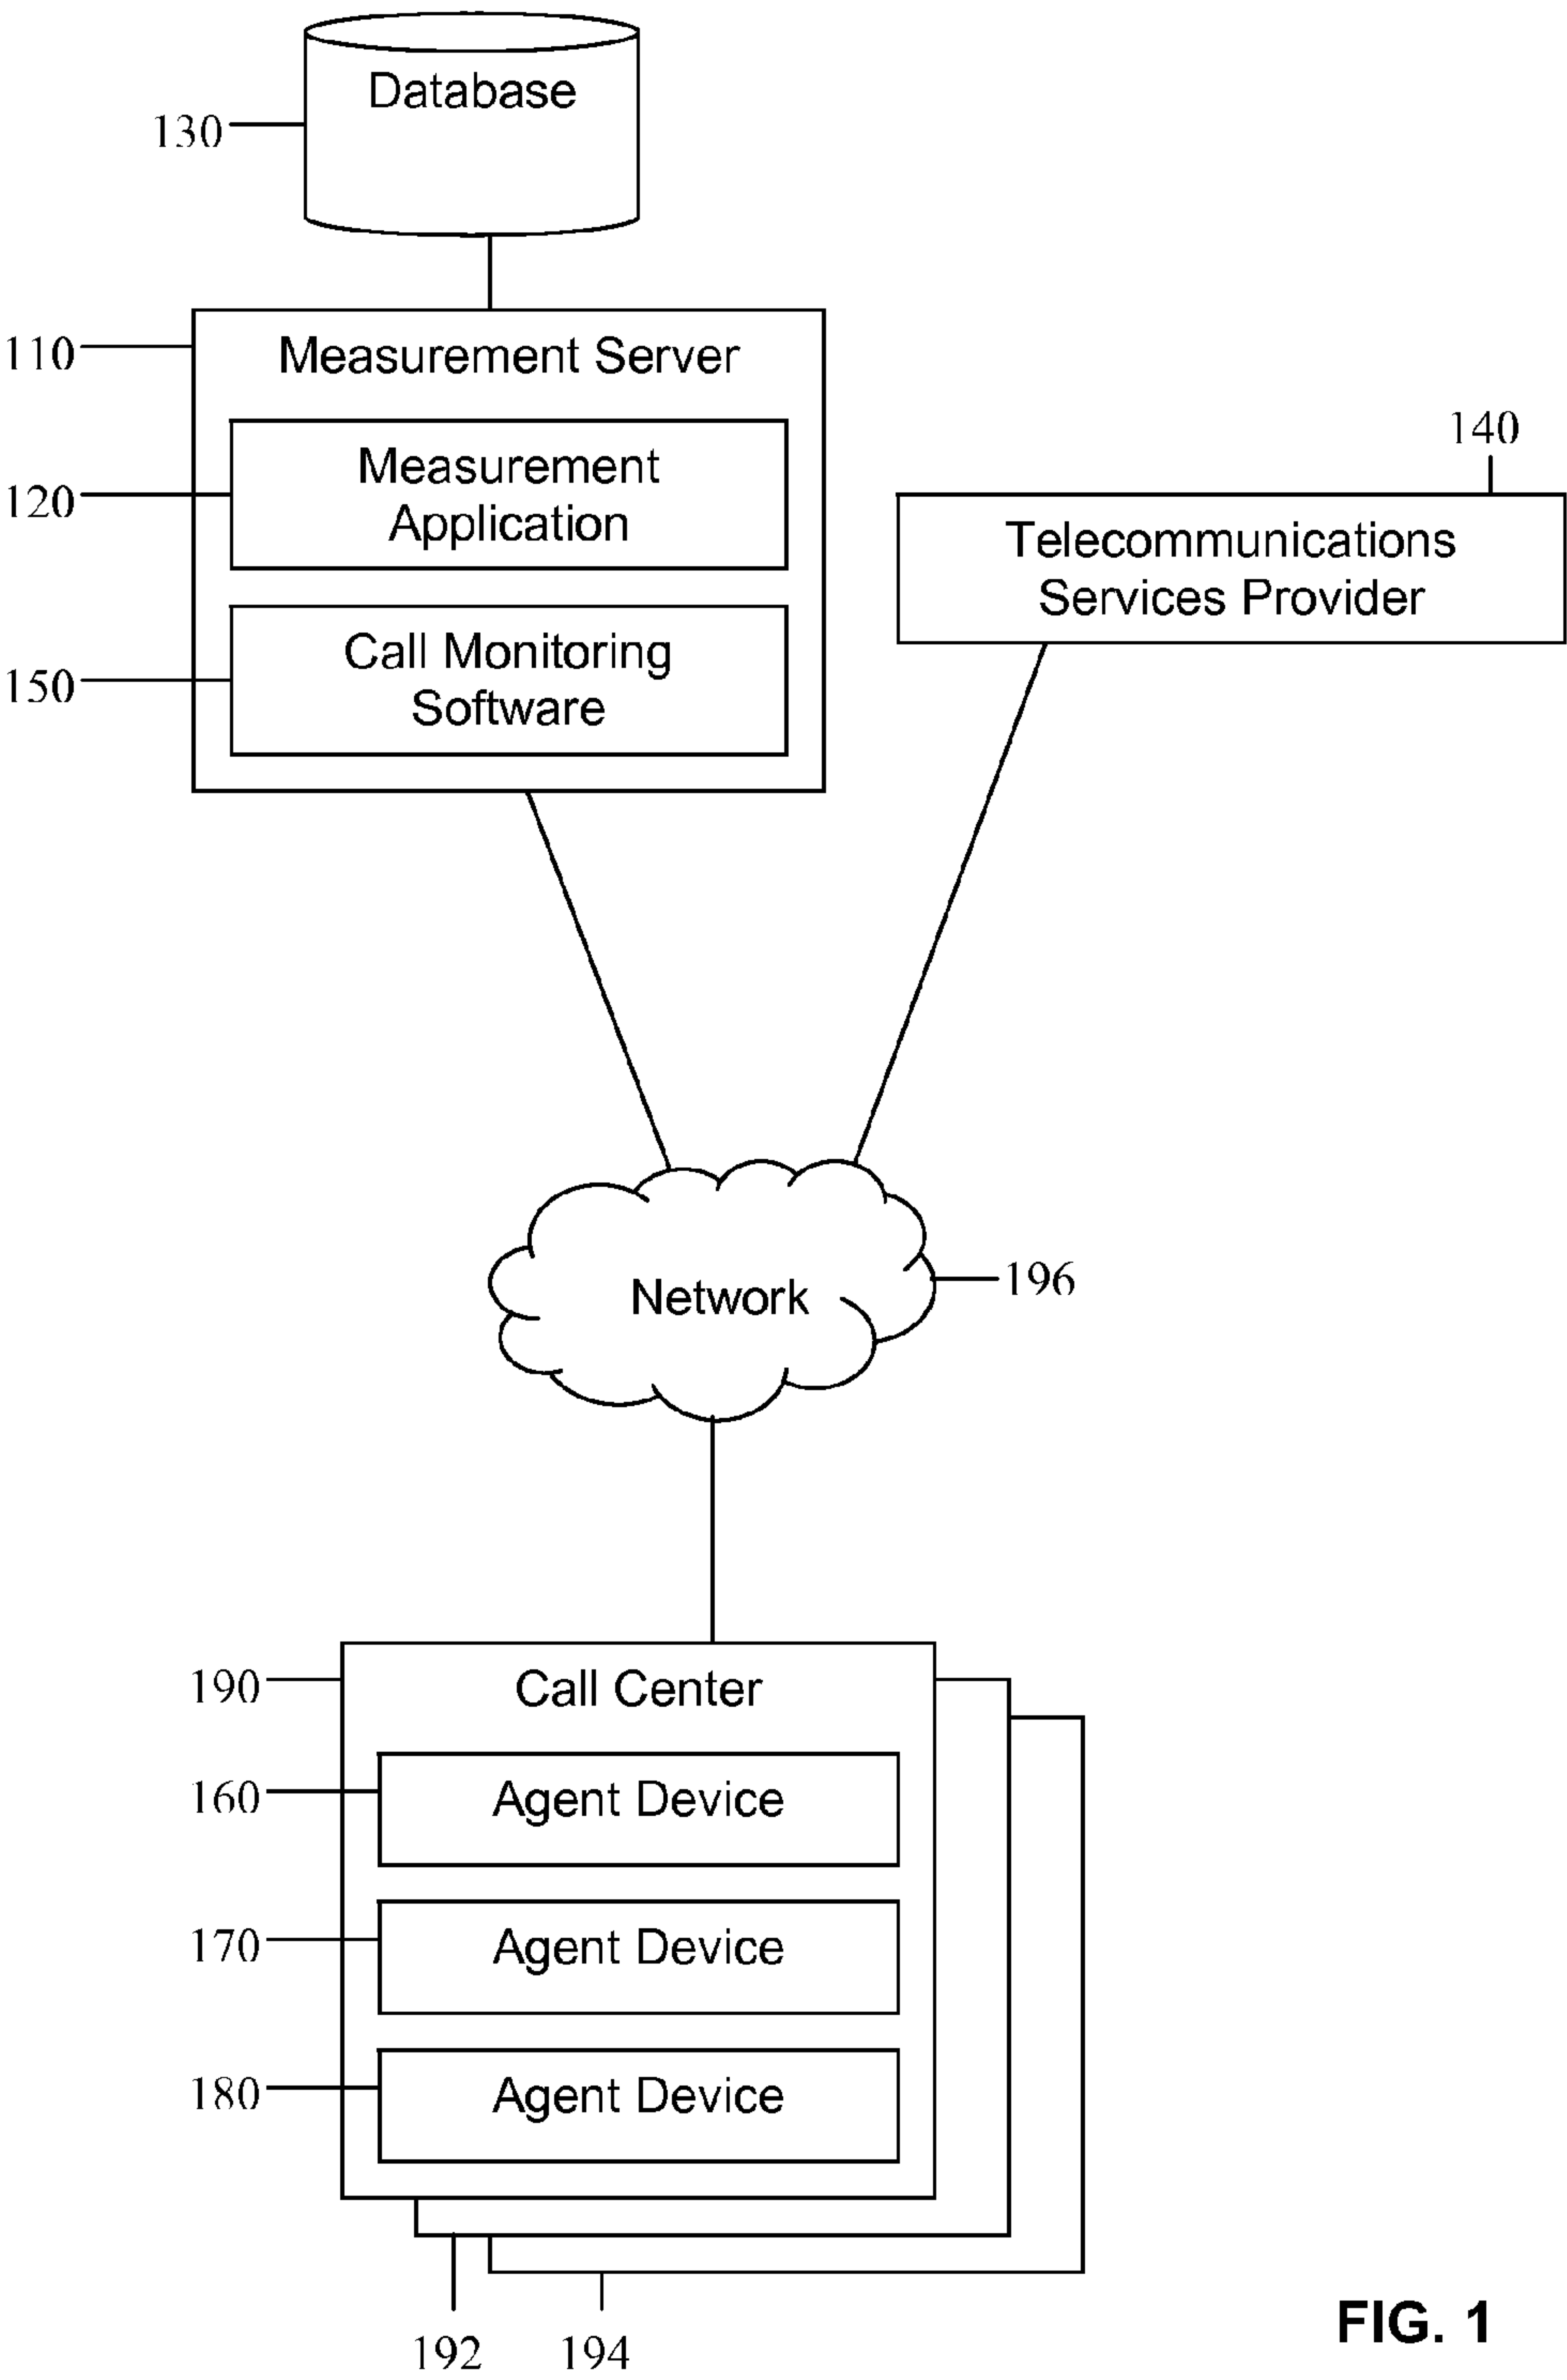 Database
130
110
Measurement Server
140
120
Measurement
Application
Telecommunications
Services Provider
150
Call Monitoring
Software
Network
196
190
Call Center
160
Agent Device
170
Agent Device
180
Agent Device
192
194
FIG. 1